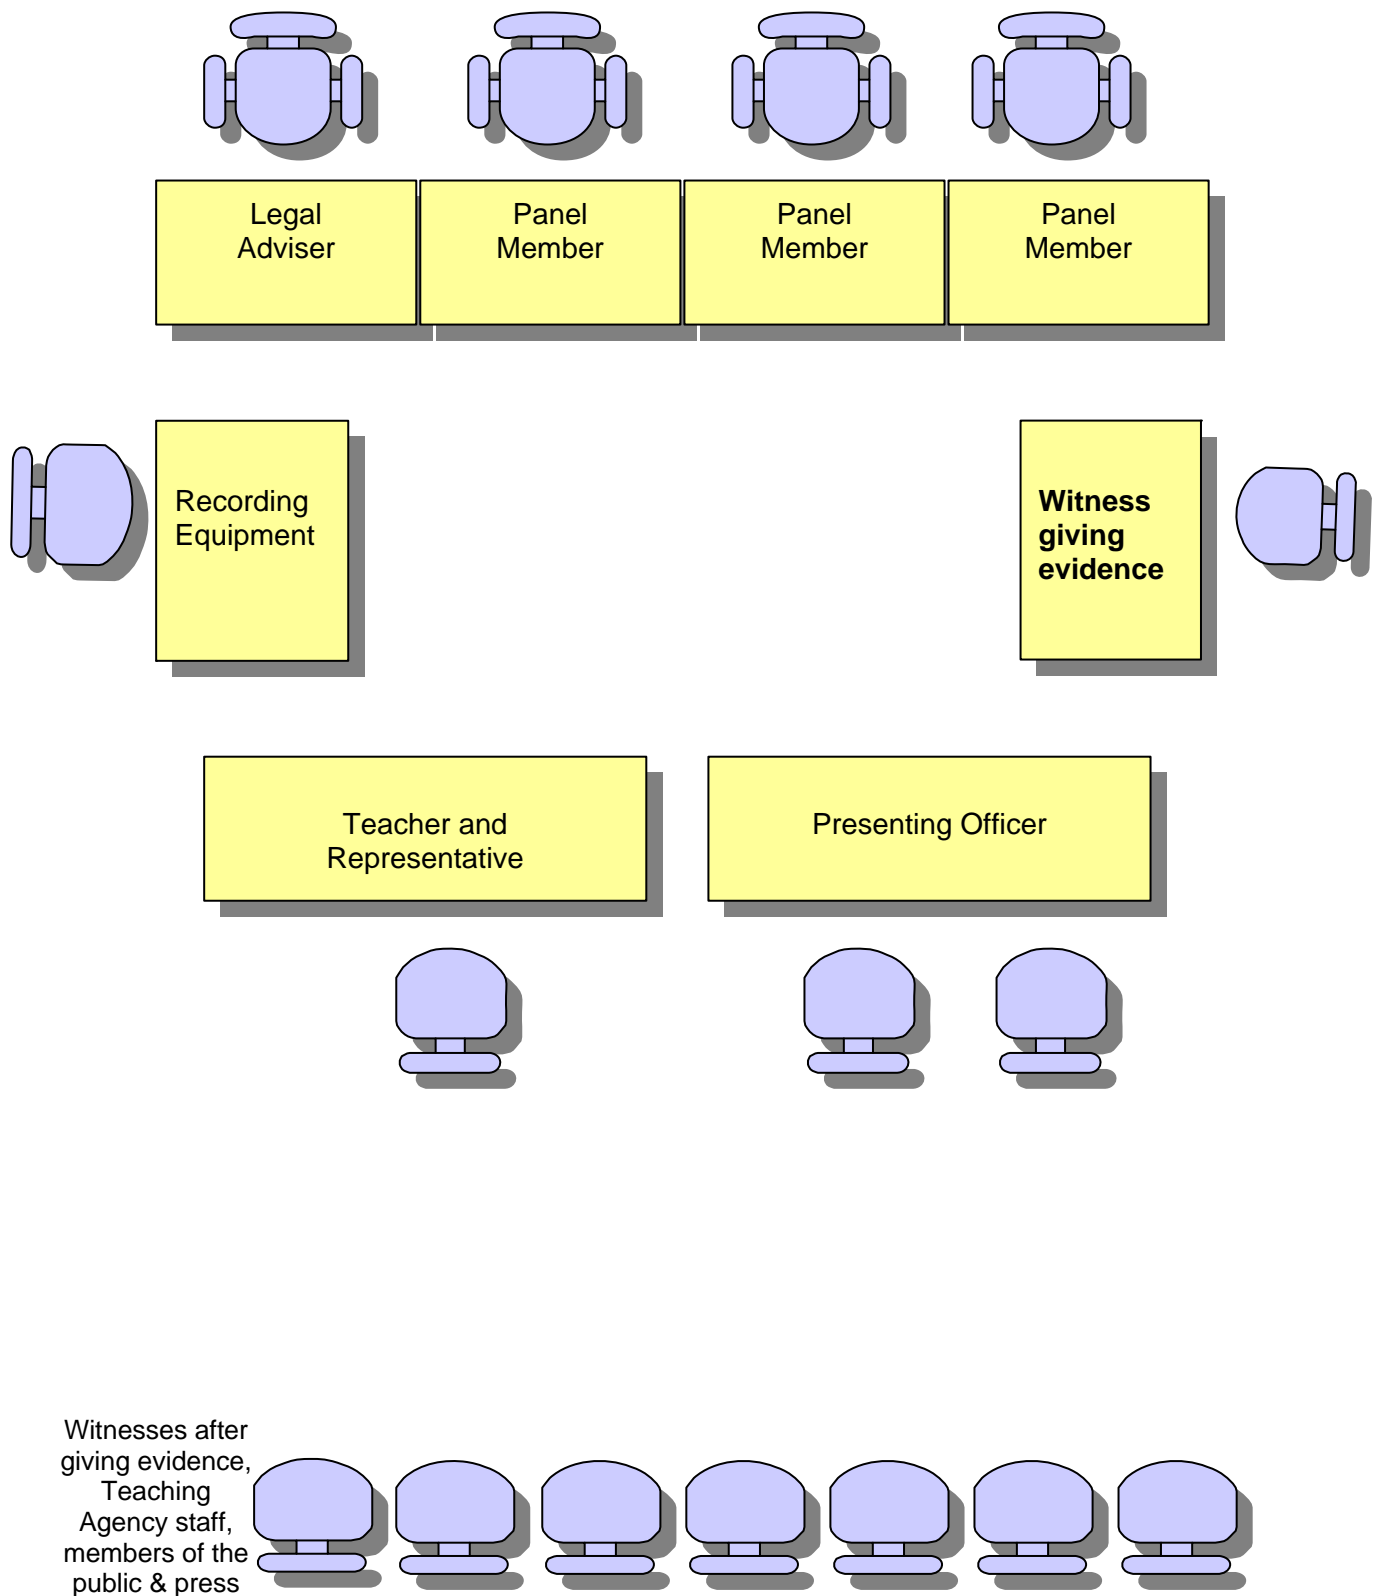 Legal
Adviser
Panel
Member
Panel
Member
Panel
Member
Recording
Equipment
Witness
giving
evidence
Teacher and
Representative
Presenting Officer
Witnesses after
giving evidence,
Teaching
Agency staff,
members of the
public & press